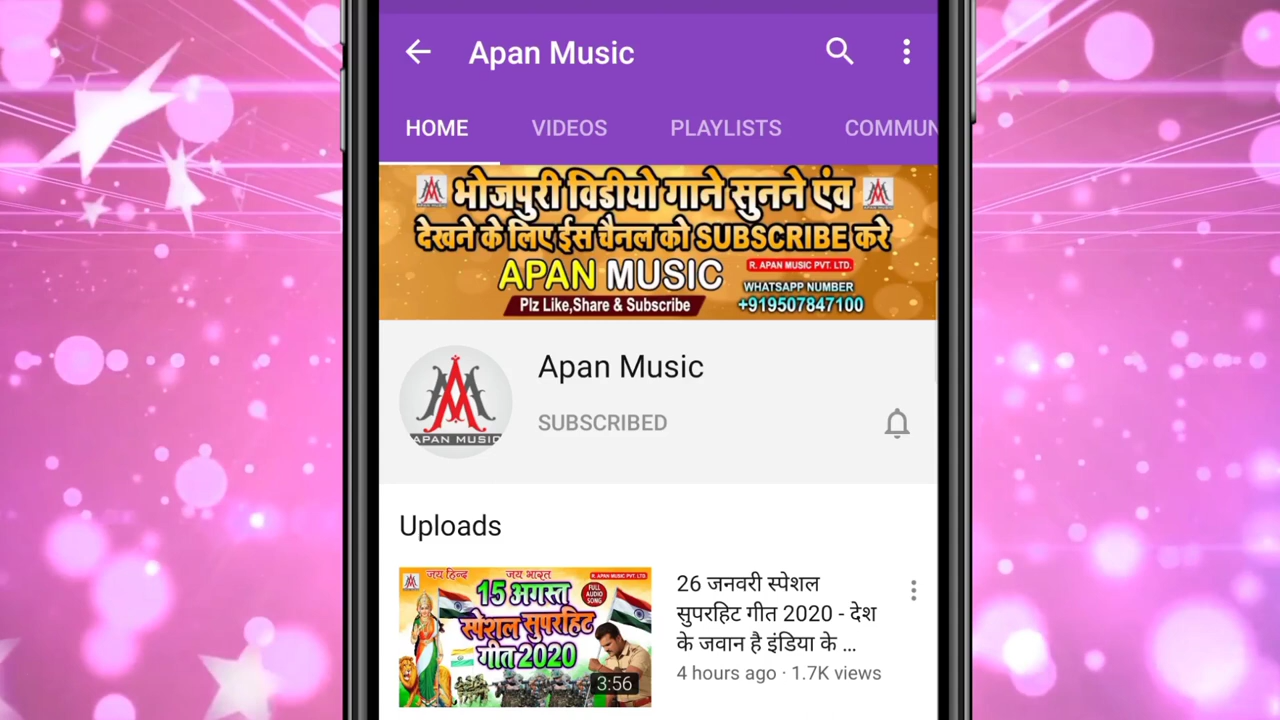 Apan Music
HOME VIDEOS PLAYLISTS COMMUN
भोजपुरी विडीयो गाने सुनने एंव
देखने के लिए ईस चैनल को SUBSCRIBE करे
APAN MUSIC
R. APAN MUSIC PVT. LTD.
WHATSAPP NUMBER
+919507847100
Plz Like,Share & Subscribe
Apan Music
SUBSCRIBED
APAN MUSIC
Uploads
जय हिन्द जय भारत
R. APAN MUSIC PVT. LTD
15 अगस्त
FULL
AUDIO
SONG
स्पेशल सुपरहिट
गीत 2020
3:56
26 जनवरी स्पेशल
सुपरहिट गीत 2020 - देश
के जवान है इंडिया के ...
4 hours ago · 1.7K views